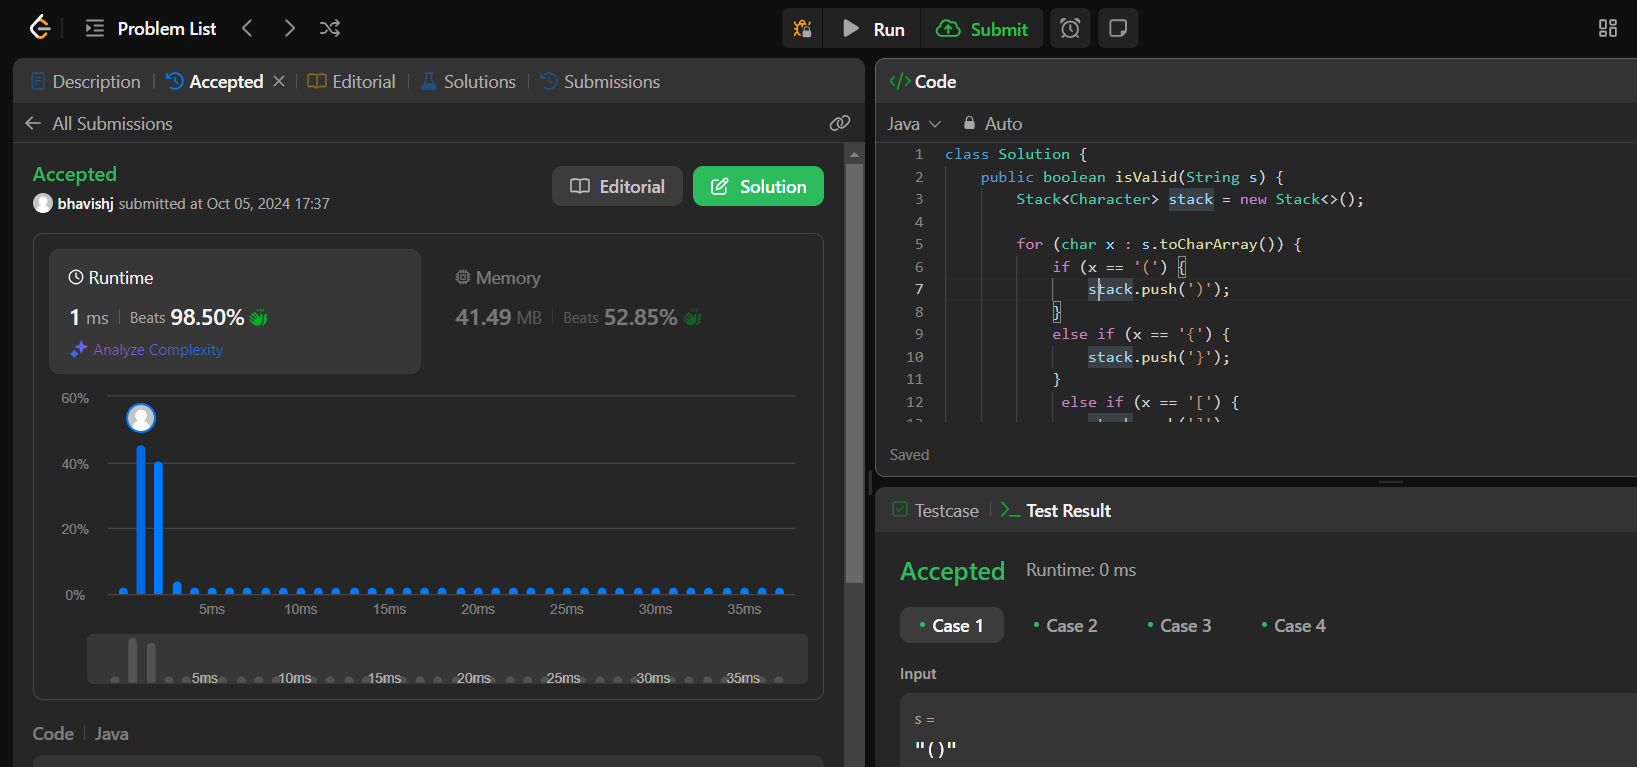 Problem List
Run
Submit
Description
Accepted
Editorial
Solutions
Submissions
All Submissions
Accepted
bhavishj submitted at Oct 05, 2024 17:37
Editorial
Solution
Runtime
1 ms
Beats 98.50%
Analyze Complexity
Memory
41.49 MB
Beats 52.85%
60%
40%
20%
0%
5ms 10ms 15ms 20ms 25ms 30ms 35ms
5ms 10ms 15ms 20ms 25ms 30ms 35ms
Code
Java
</> Code
Java
Auto
1 class Solution {
2 public boolean isValid(String s) {
3 Stack<Character> stack = new Stack<>();
4
5 for (char x : s.toCharArray()) {
6 if (x == '(') {
7 stack.push(')');
8 }
9 else if (x == '{') {
10 stack.push('}');
11 }
12 else if (x == '[') {
Saved
Testcase
Test Result
Accepted
Runtime: 0 ms
Case 1
Case 2
Case 3
Case 4
Input
s =
"()"